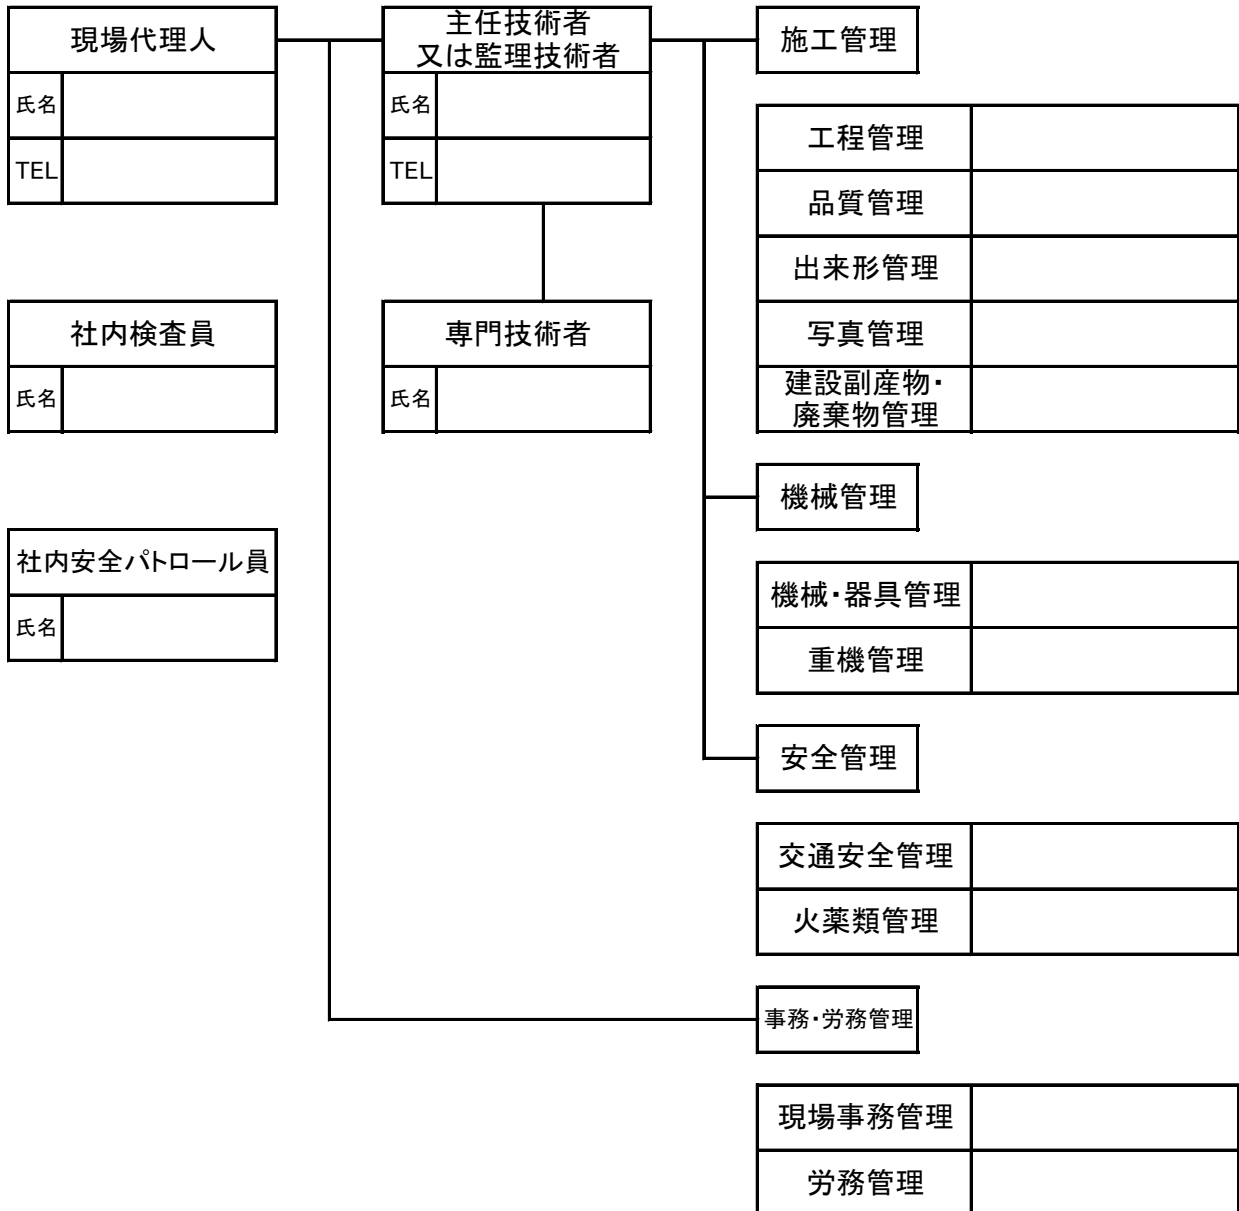 現場代理人
氏名
TEL
主任技術者
又は監理技術者
氏名
TEL
施工管理
工程管理
品質管理
出来形管理
写真管理
建設副産物・
廃棄物管理
社内検査員
氏名
専門技術者
氏名
機械管理
機械・器具管理
重機管理
社内安全パトロール員
氏名
安全管理
交通安全管理
火薬類管理
事務・労務管理
現場事務管理
労務管理